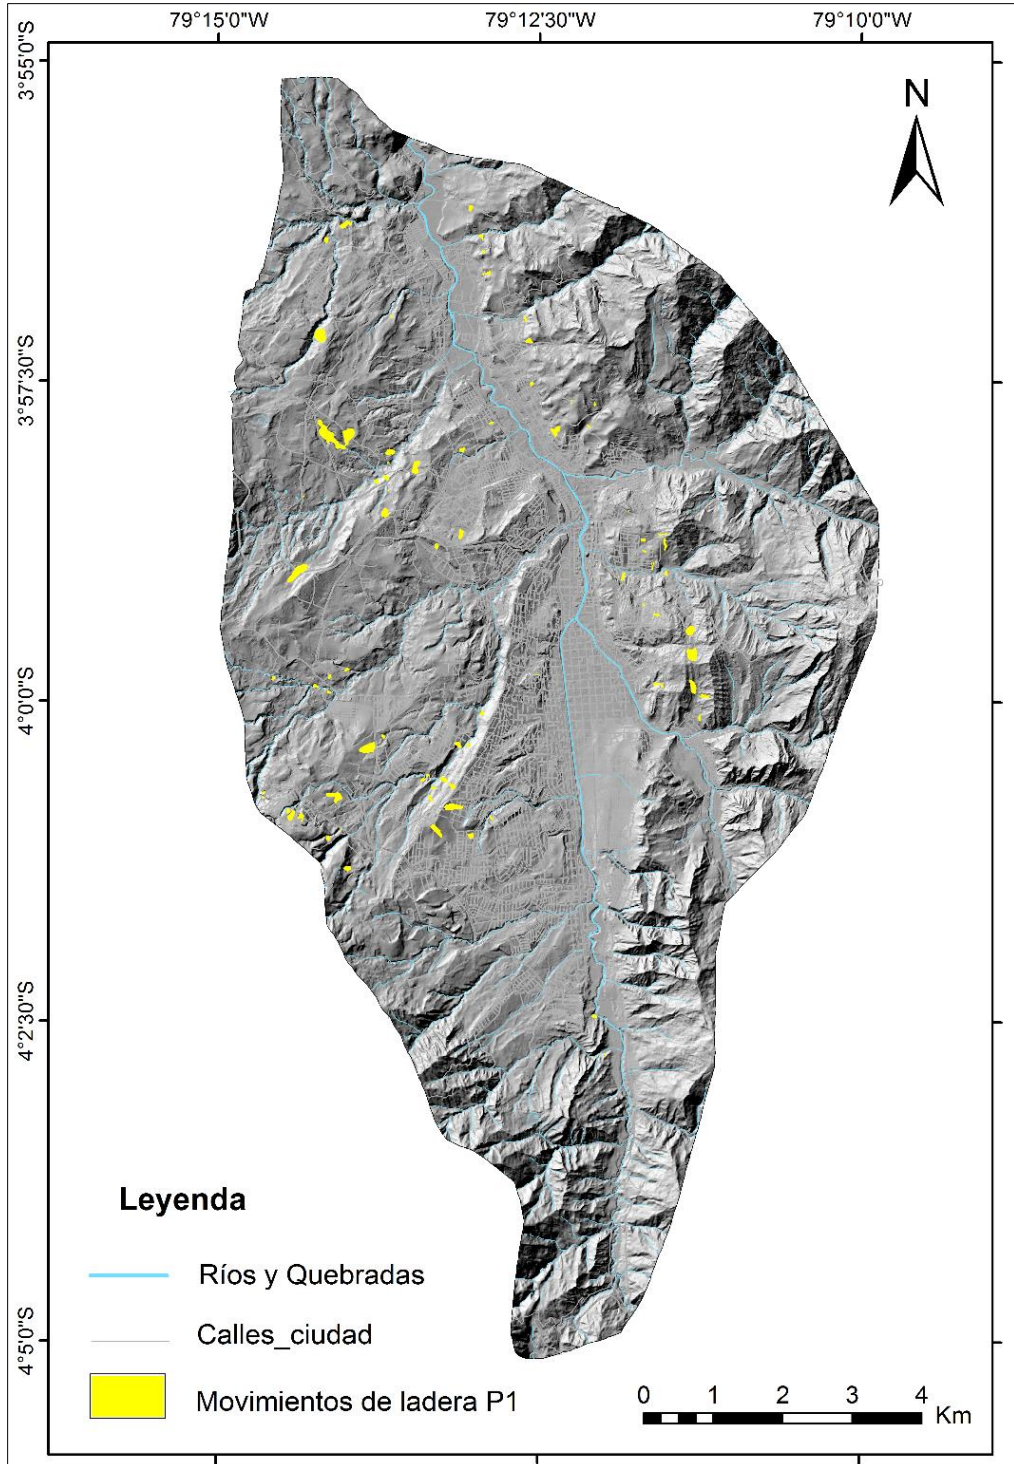 79°15'0"W
79°12'30"W
79°10'0"W
3°55'0"S
N
3°57'30"S
4°0'0"S
4°2'30"S
4°5'0"S
Leyenda
Ríos y Quebradas
Calles_ciudad
Movimientos de ladera P1
0 1 2 3 4
Km